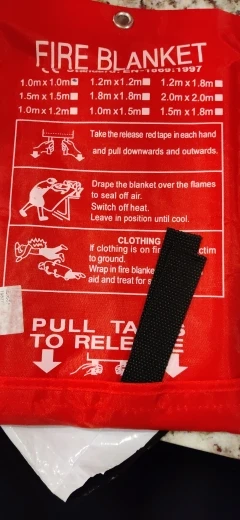 FIRE BLANKET
EN 1869:1997
1.0m x 1.0m 1.2m x 1.2m 1.2m x 1.8m
1.5m x 1.5m 1.8m x 1.8m 2.0m x 2.0m
1.0m x 1.2m 1.0m x 1.5m 1.5m x 1.8m
Take the release red tape in each hand
and pull downwards and outwards.
Drape the blanket over the flames
to seal off air.
Switch off heat.
Leave in position until cool.
CLOTHING
If clothing is on
to ground.
Wrap in fire blanke
aid and treat for
PULL TA
TO RELE